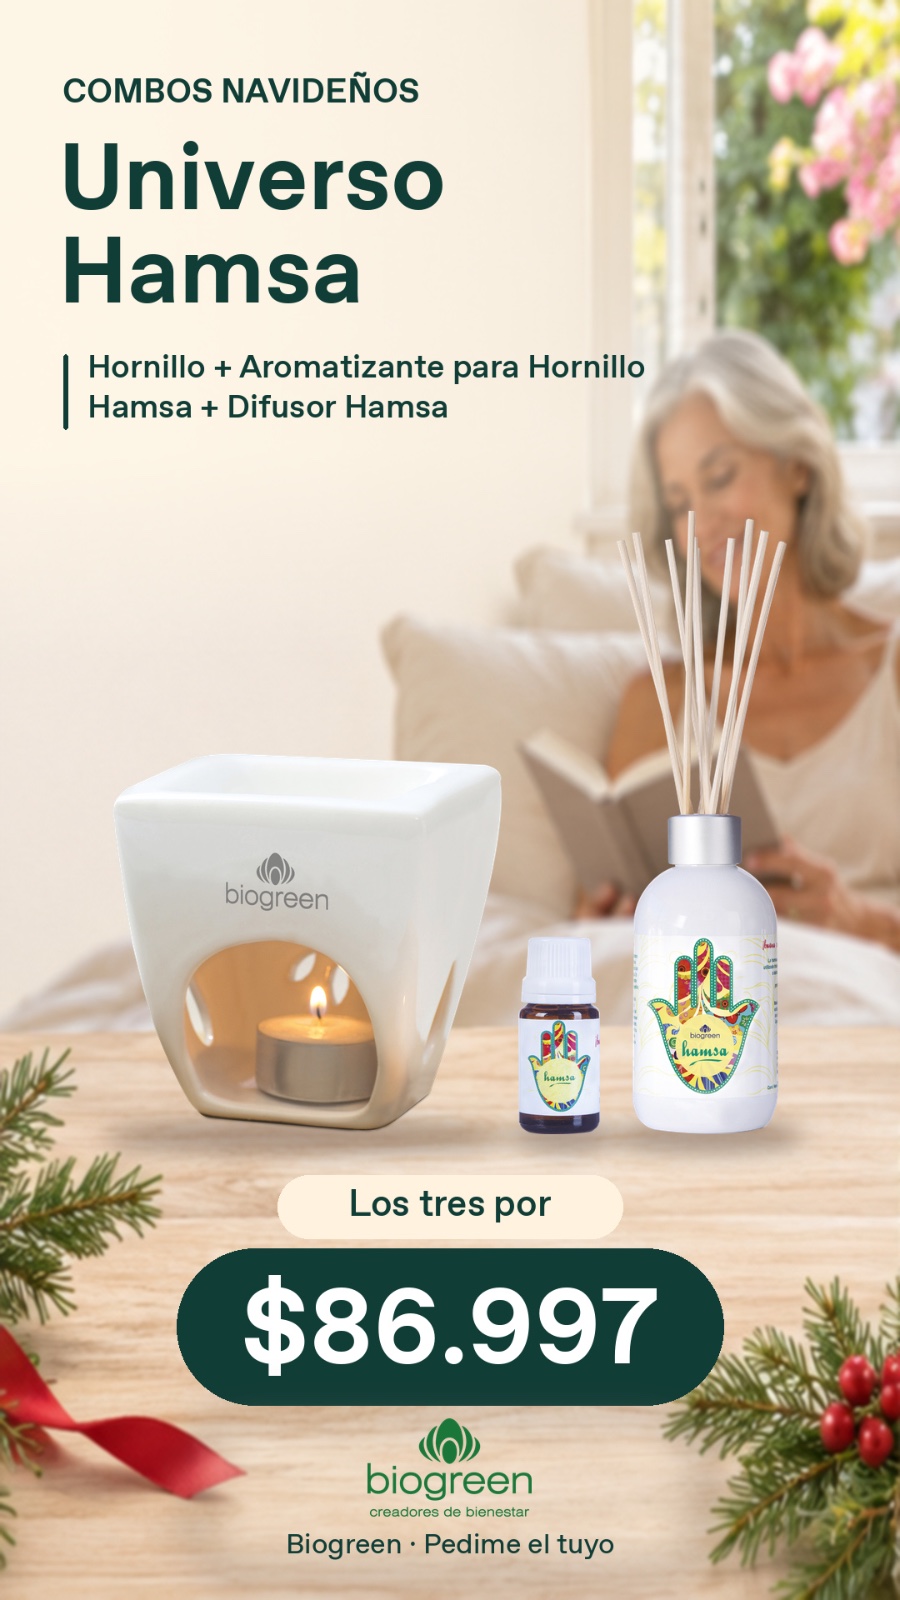 COMBOS NAVIDEÑOS
Universo
Hamsa
Hornillo + Aromatizante para Hornillo
Hamsa + Difusor Hamsa
biogreen
biogreen
hamsa
hamsa
Los tres por
$86.997
biogreen
creadores de bienestar
Biogreen · Pedime el tuyo